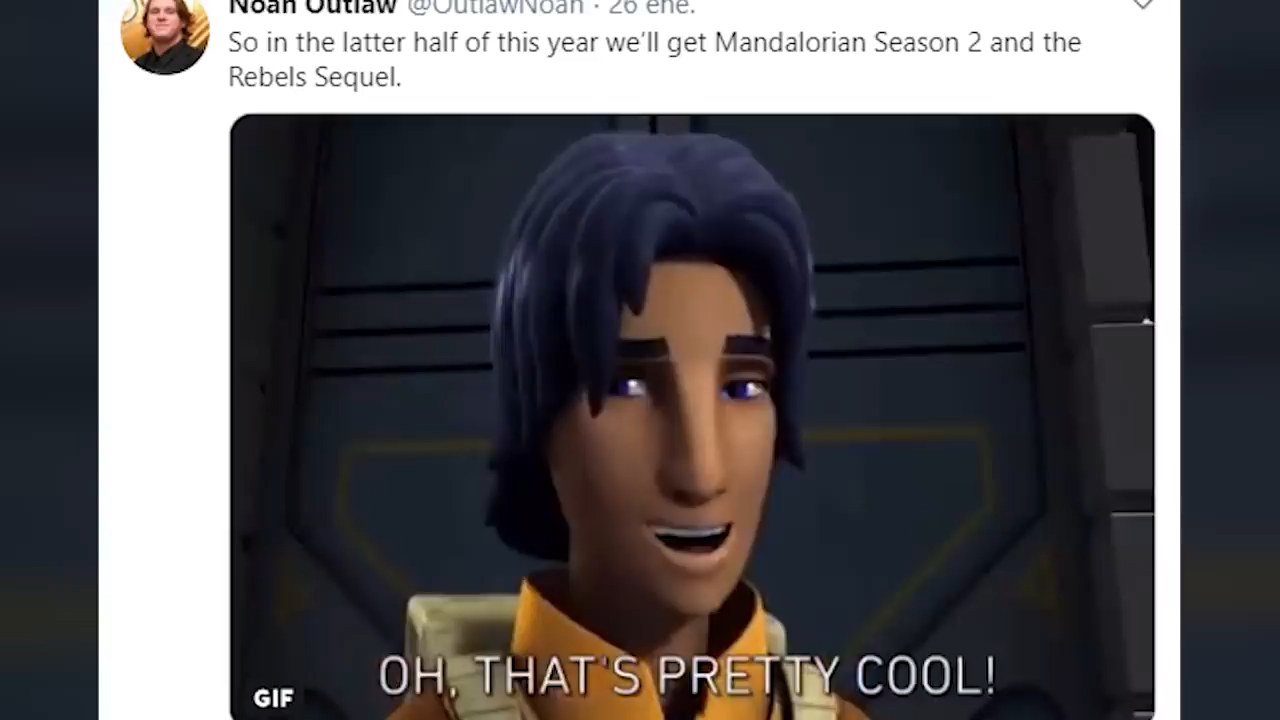 Noah Outlaw @OutlawNoah · 26 ene.
So in the latter half of this year we'll get Mandalorian Season 2 and the
Rebels Sequel.
OH, THAT'S PRETTY COOL!
GIF